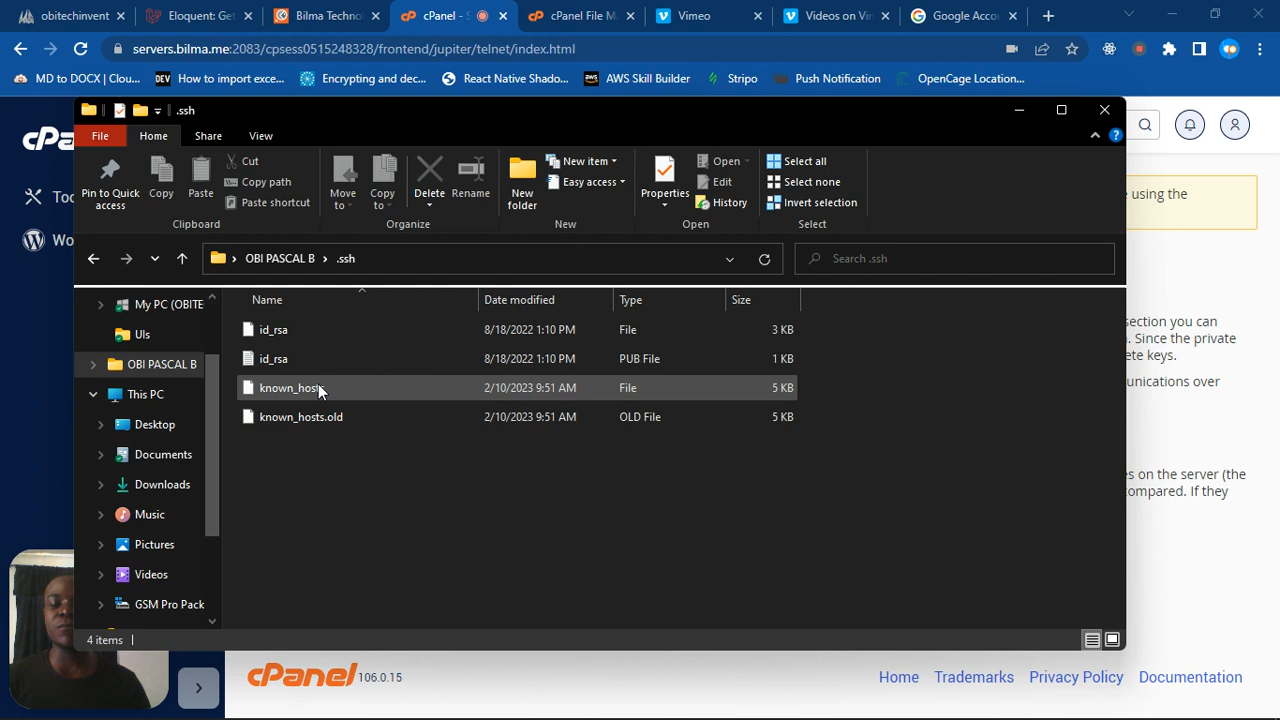 obitechinvent
Eloquent: Get
Bilma Techno
cPanel - S
cPanel File Ma
Vimeo
Videos on Vin
Google Acco
servers.bilma.me:2083/cpsess0515248328/frontend/jupiter/telnet/index.html
MD to DOCX | Clou...
DEV
How to import exce...
Encrypting and dec...
React Native Shado...
aws
AWS Skill Builder
Stripo
Push Notification
OpenCage Location...
.ssh
File
Home
Share
View
Pin to Quick access
Copy
Paste
Cut
Copy path
Paste shortcut
Move to
Copy to
Delete
Rename
New folder
New item
Easy access
Properties
Open
Edit
History
Select all
Select none
Invert selection
Clipboard
Organize
New
Open
Select
OBI PASCAL B
.ssh
Search .ssh
Name
Date modified
Type
Size
id_rsa
8/18/2022 1:10 PM
File
3 KB
id_rsa
8/18/2022 1:10 PM
PUB File
1 KB
known_hosts
2/10/2023 9:51 AM
File
5 KB
known_hosts.old
2/10/2023 9:51 AM
OLD File
5 KB
My PC (OBITE
UIs
OBI PASCAL B
This PC
Desktop
Documents
Downloads
Music
Pictures
Videos
GSM Pro Pack
4 items
cPa
Too
Wo
using the
section you can
. Since the private
ete keys.
unications over
es on the server (the
compared. If they
cPanel 106.0.15
Home
Trademarks
Privacy Policy
Documentation